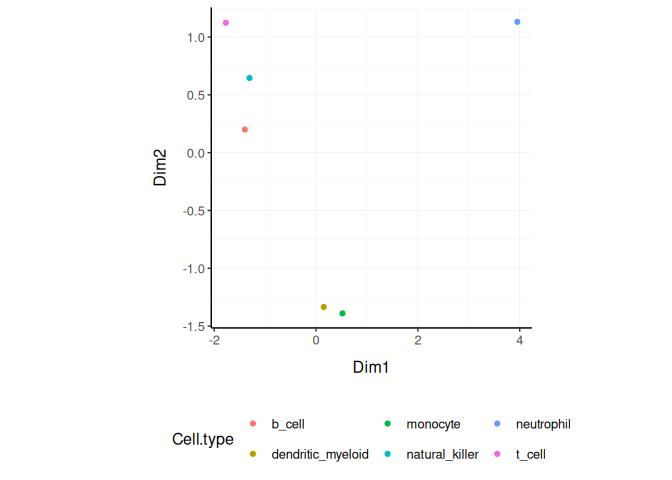 1.0
0.5
0.0
-0.5
-1.0
-1.5
Dim2
-2 0 2 4
Dim1
Cell.type
b_cell monocyte neutrophil
dendritic_myeloid natural_killer t_cell